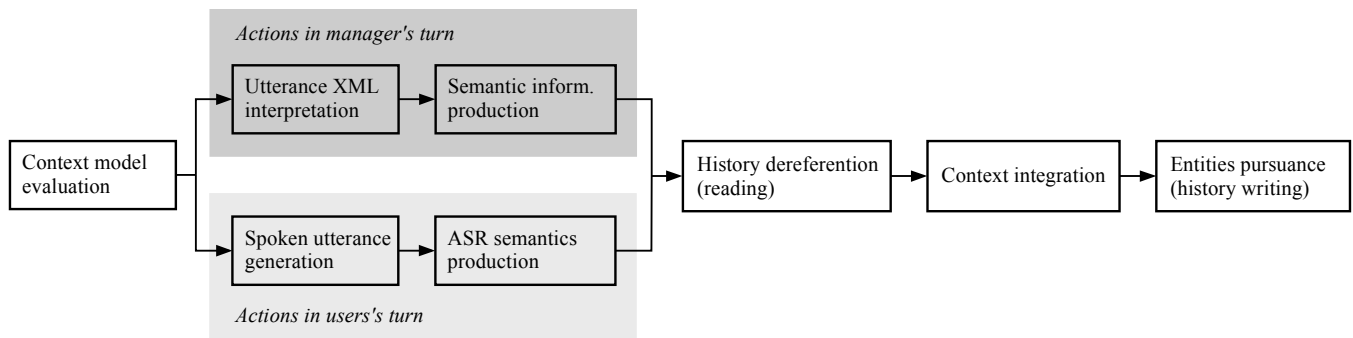 Actions in manager's turn
Utterance XML
interpretation
Semantic inform.
production
Context model
evaluation
History dereferention
(reading)
Context integration
Entities pursuance
(history writing)
Spoken utterance
generation
ASR semantics
production
Actions in users's turn